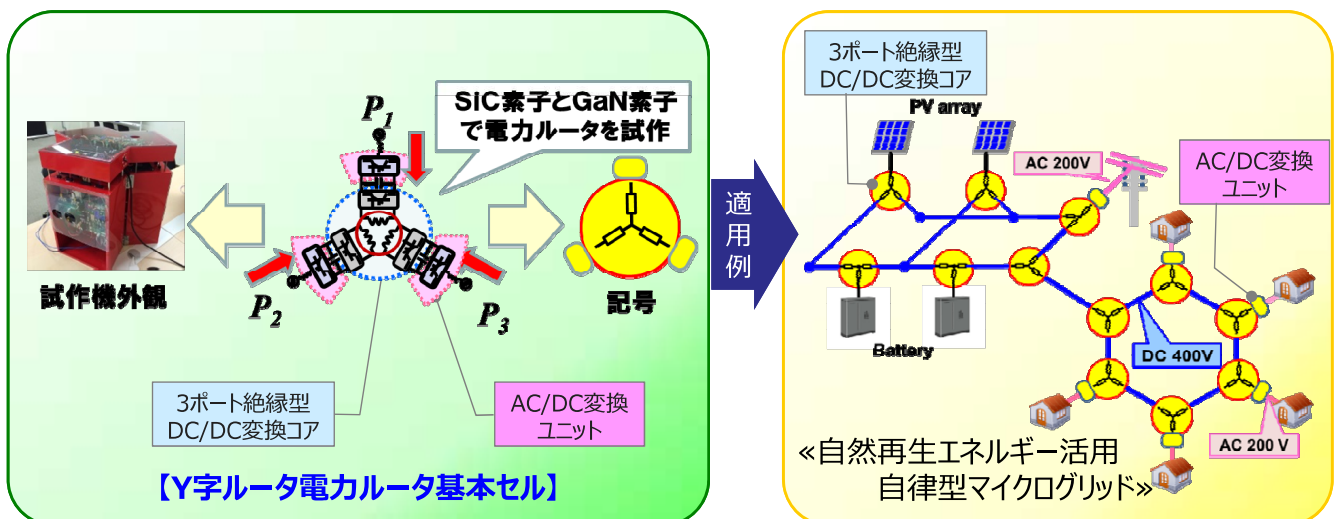 SiC素子とGaN素子
で電力ルータを試作
P1
P2
P3
試作機外観
記号
3ポート絶縁型
DC/DC変換コア
AC/DC変換
ユニット
【Y字ルータ電力ルータ基本セル】
適用例
3ポート絶縁型
DC/DC変換コア
PV array
AC 200V
AC/DC変換
ユニット
Battery
DC 400V
AC 200 V
«自然再生エネルギー活用
自律型マイクログリッド»